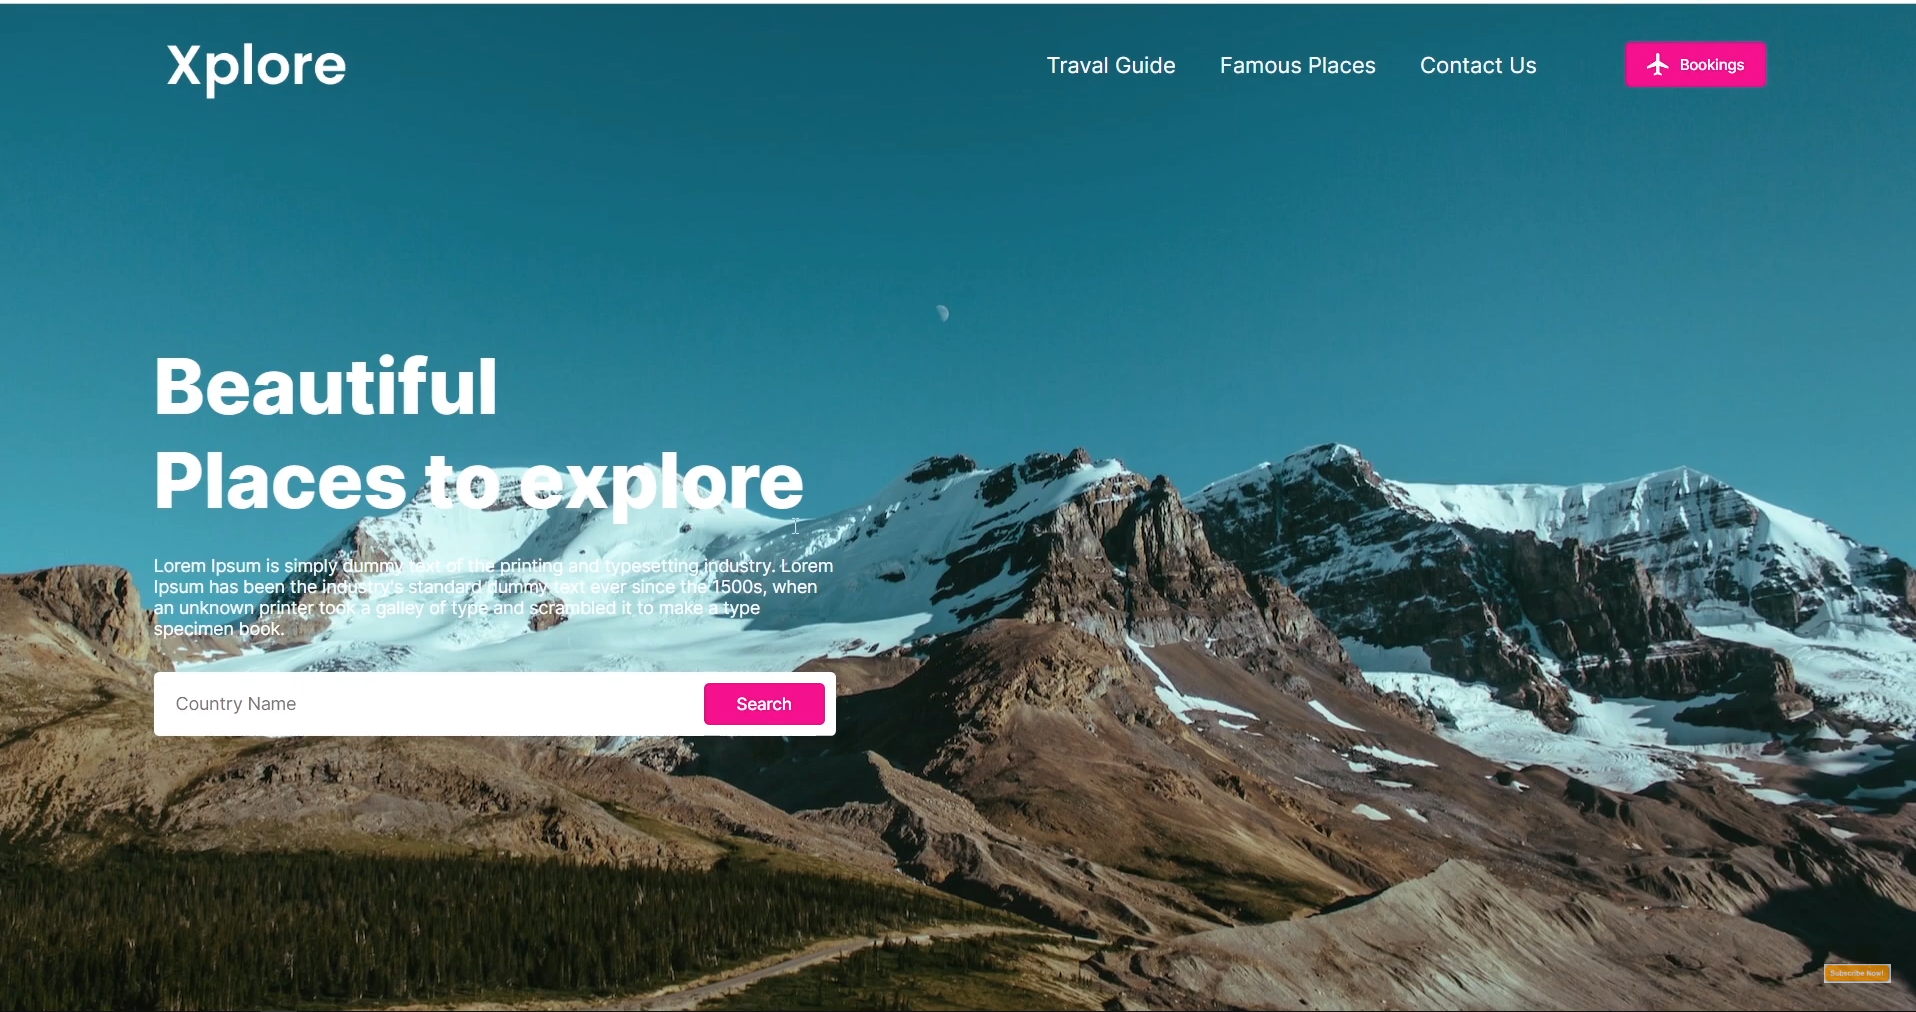 Xplore
Traval Guide
Famous Places
Contact Us
Bookings
Beautiful
Places to explore
Lorem Ipsum is simply dummy text of the printing and typesetting industry. Lorem
Ipsum has been the industry's standard dummy text ever since the 1500s, when
an unknown printer took a galley of type and scrambled it to make a type
specimen book.
Country Name
Search
Subscribe Now!